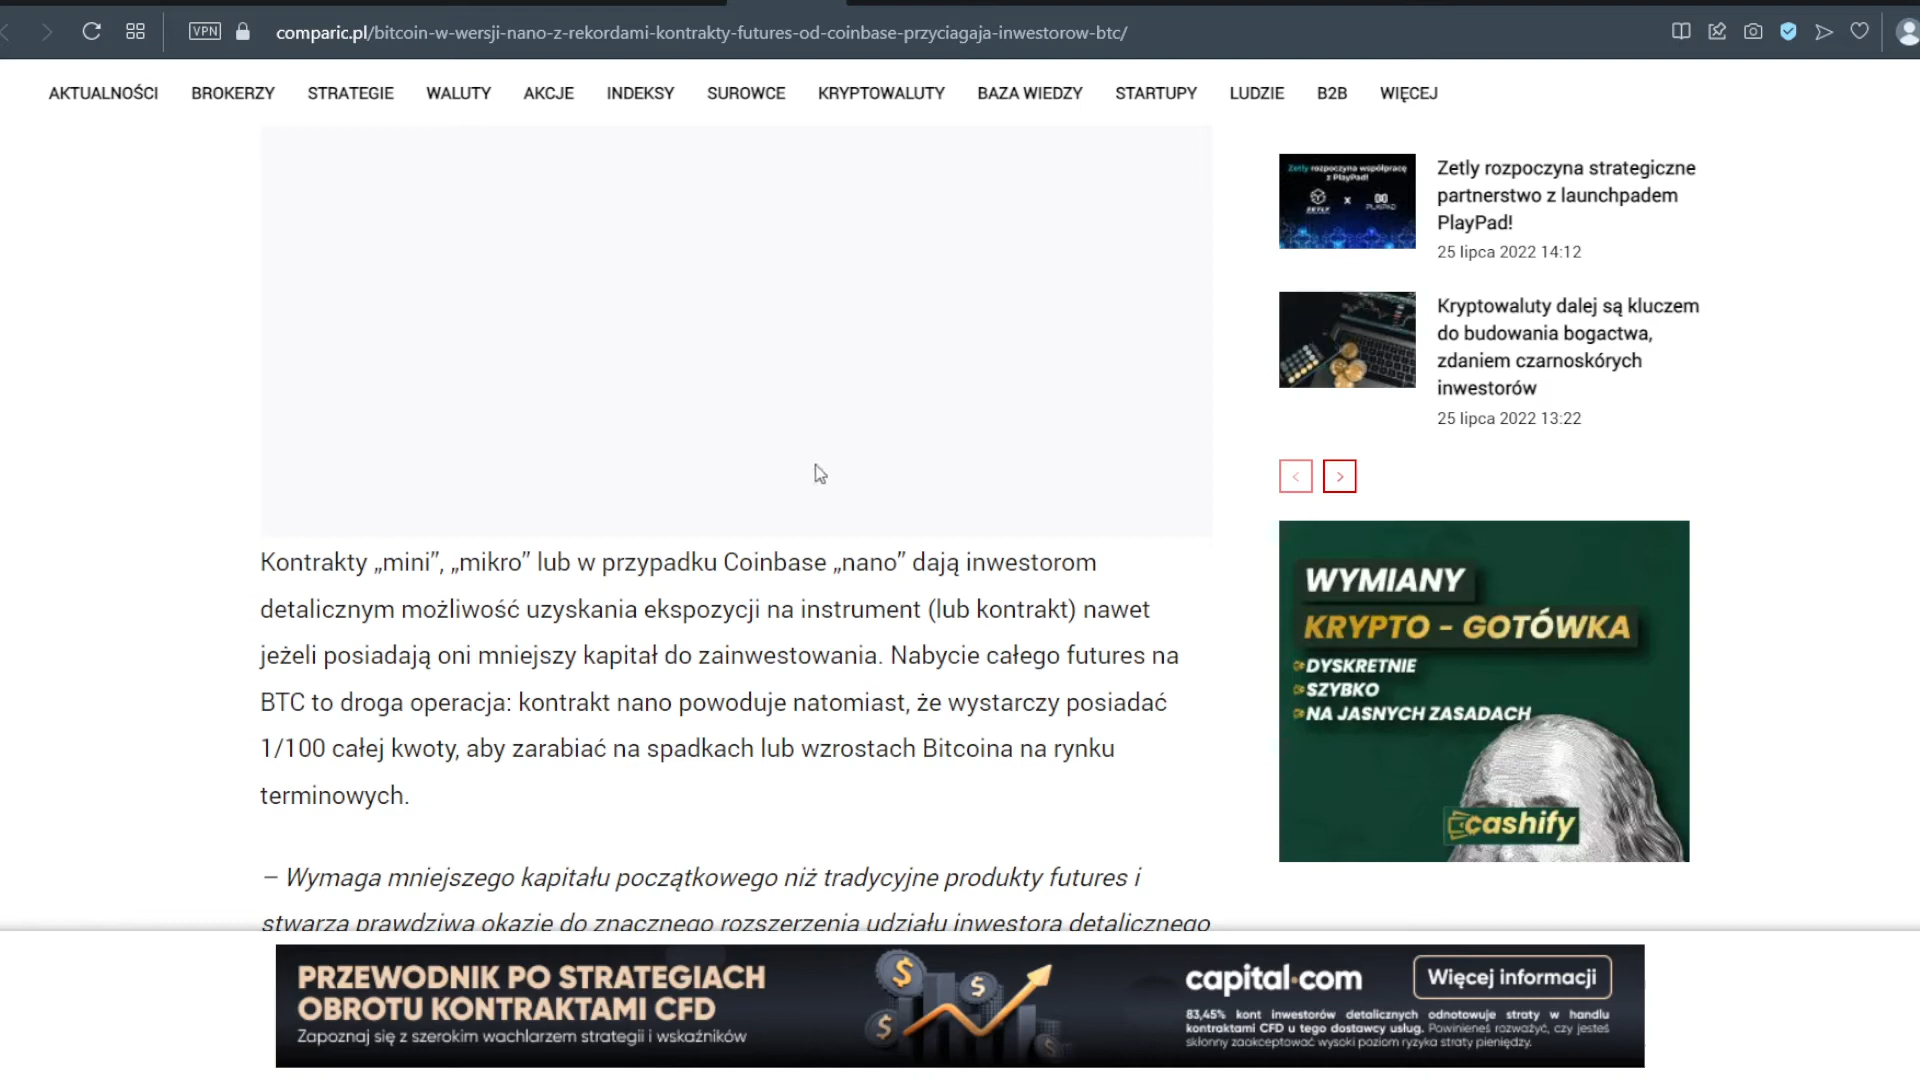 VPN
comparic.pl/bitcoin-w-wersji-nano-z-rekordami-kontrakty-futures-od-coinbase-przyciagaja-inwestorow-btc/
AKTUALNOŚCI BROKERZY STRATEGIE WALUTY AKCJE INDEKSY SUROWCE KRYPTOWALUTY BAZA WIEDZY STARTUPY LUDZIE B2B WIĘCEJ
Kontrakty „mini”, „mikro” lub w przypadku Coinbase „nano” dają inwestorom
detalicznym możliwość uzyskania ekspozycji na instrument (lub kontrakt) nawet
jeżeli posiadają oni mniejszy kapitał do zainwestowania. Nabycie całego futures na
BTC to droga operacja: kontrakt nano powoduje natomiast, że wystarczy posiadać
1/100 całej kwoty, aby zarabiać na spadkach lub wzrostach Bitcoina na rynku
terminowych.
– Wymaga mniejszego kapitału początkowego niż tradycyjne produkty futures i
stwarza prawdziwą okazję do znacznego rozszerzenia udziału inwestora detalicznego
Zetly rozpoczyna współpracę
z PlayPad!
ZETLY x PLAYPAD
Zetly rozpoczyna strategiczne
partnerstwo z launchpadem
PlayPad!
25 lipca 2022 14:12
Kryptowaluty dalej są kluczem
do budowania bogactwa,
zdaniem czarnoskórych
inwestorów
25 lipca 2022 13:22
WYMIANY
KRYPTO - GOTÓWKA
DYSKRETNIE
SZYBKO
NA JASNYCH ZASADACH
cashify
PRZEWODNIK PO STRATEGIACH
OBROTU KONTRAKTAMI CFD
Zapoznaj się z szerokim wachlarzem strategii i wskaźników
capital.com
Więcej informacji
83,45% kont inwestorów detalicznych odnotowuje straty w handlu
kontraktami CFD u tego dostawcy usług. Powinieneś rozważyć, czy jesteś
skłonny zaakceptować wysoki poziom ryzyka straty pieniędzy.